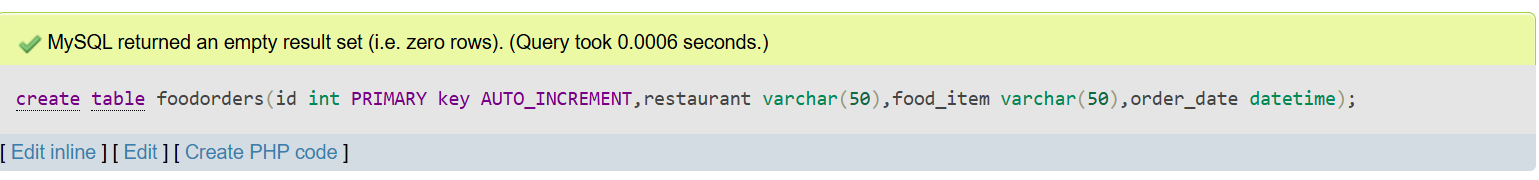 MySQL returned an empty result set (i.e. zero rows). (Query took 0.0006 seconds.)
create table foodorders(id int PRIMARY key AUTO_INCREMENT,restaurant varchar(50),food_item varchar(50),order_date datetime);
[ Edit inline ] [ Edit ] [ Create PHP code ]